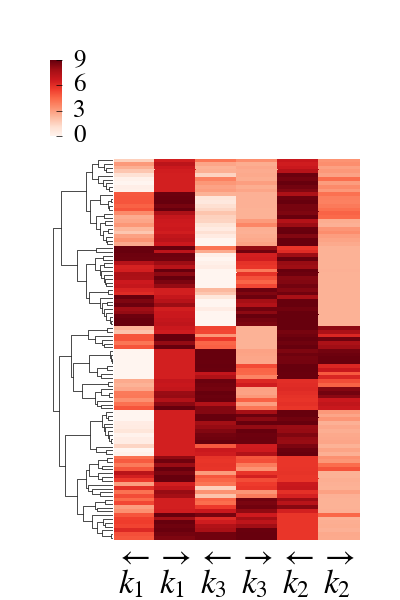 9
6
3
0
← → ← → ← →
k₁ k₁ k₃ k₃ k₂ k₂